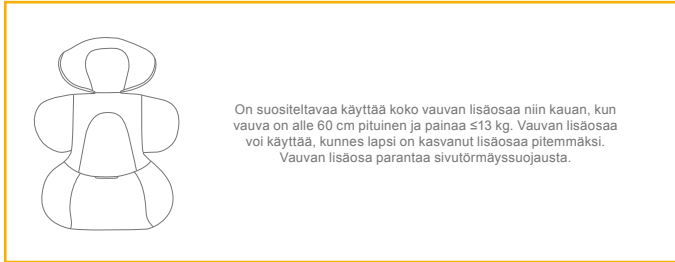 On suositeltavaa käyttää koko vauvan lisäosaa niin kauan, kun
vauva on alle 60 cm pituinen ja painaa ≤13 kg. Vauvan lisäosaa
voi käyttää, kunnes lapsi on kasvanut lisäosaa pitemmäksi.
Vauvan lisäosa parantaa sivutörmäyssuojausta.